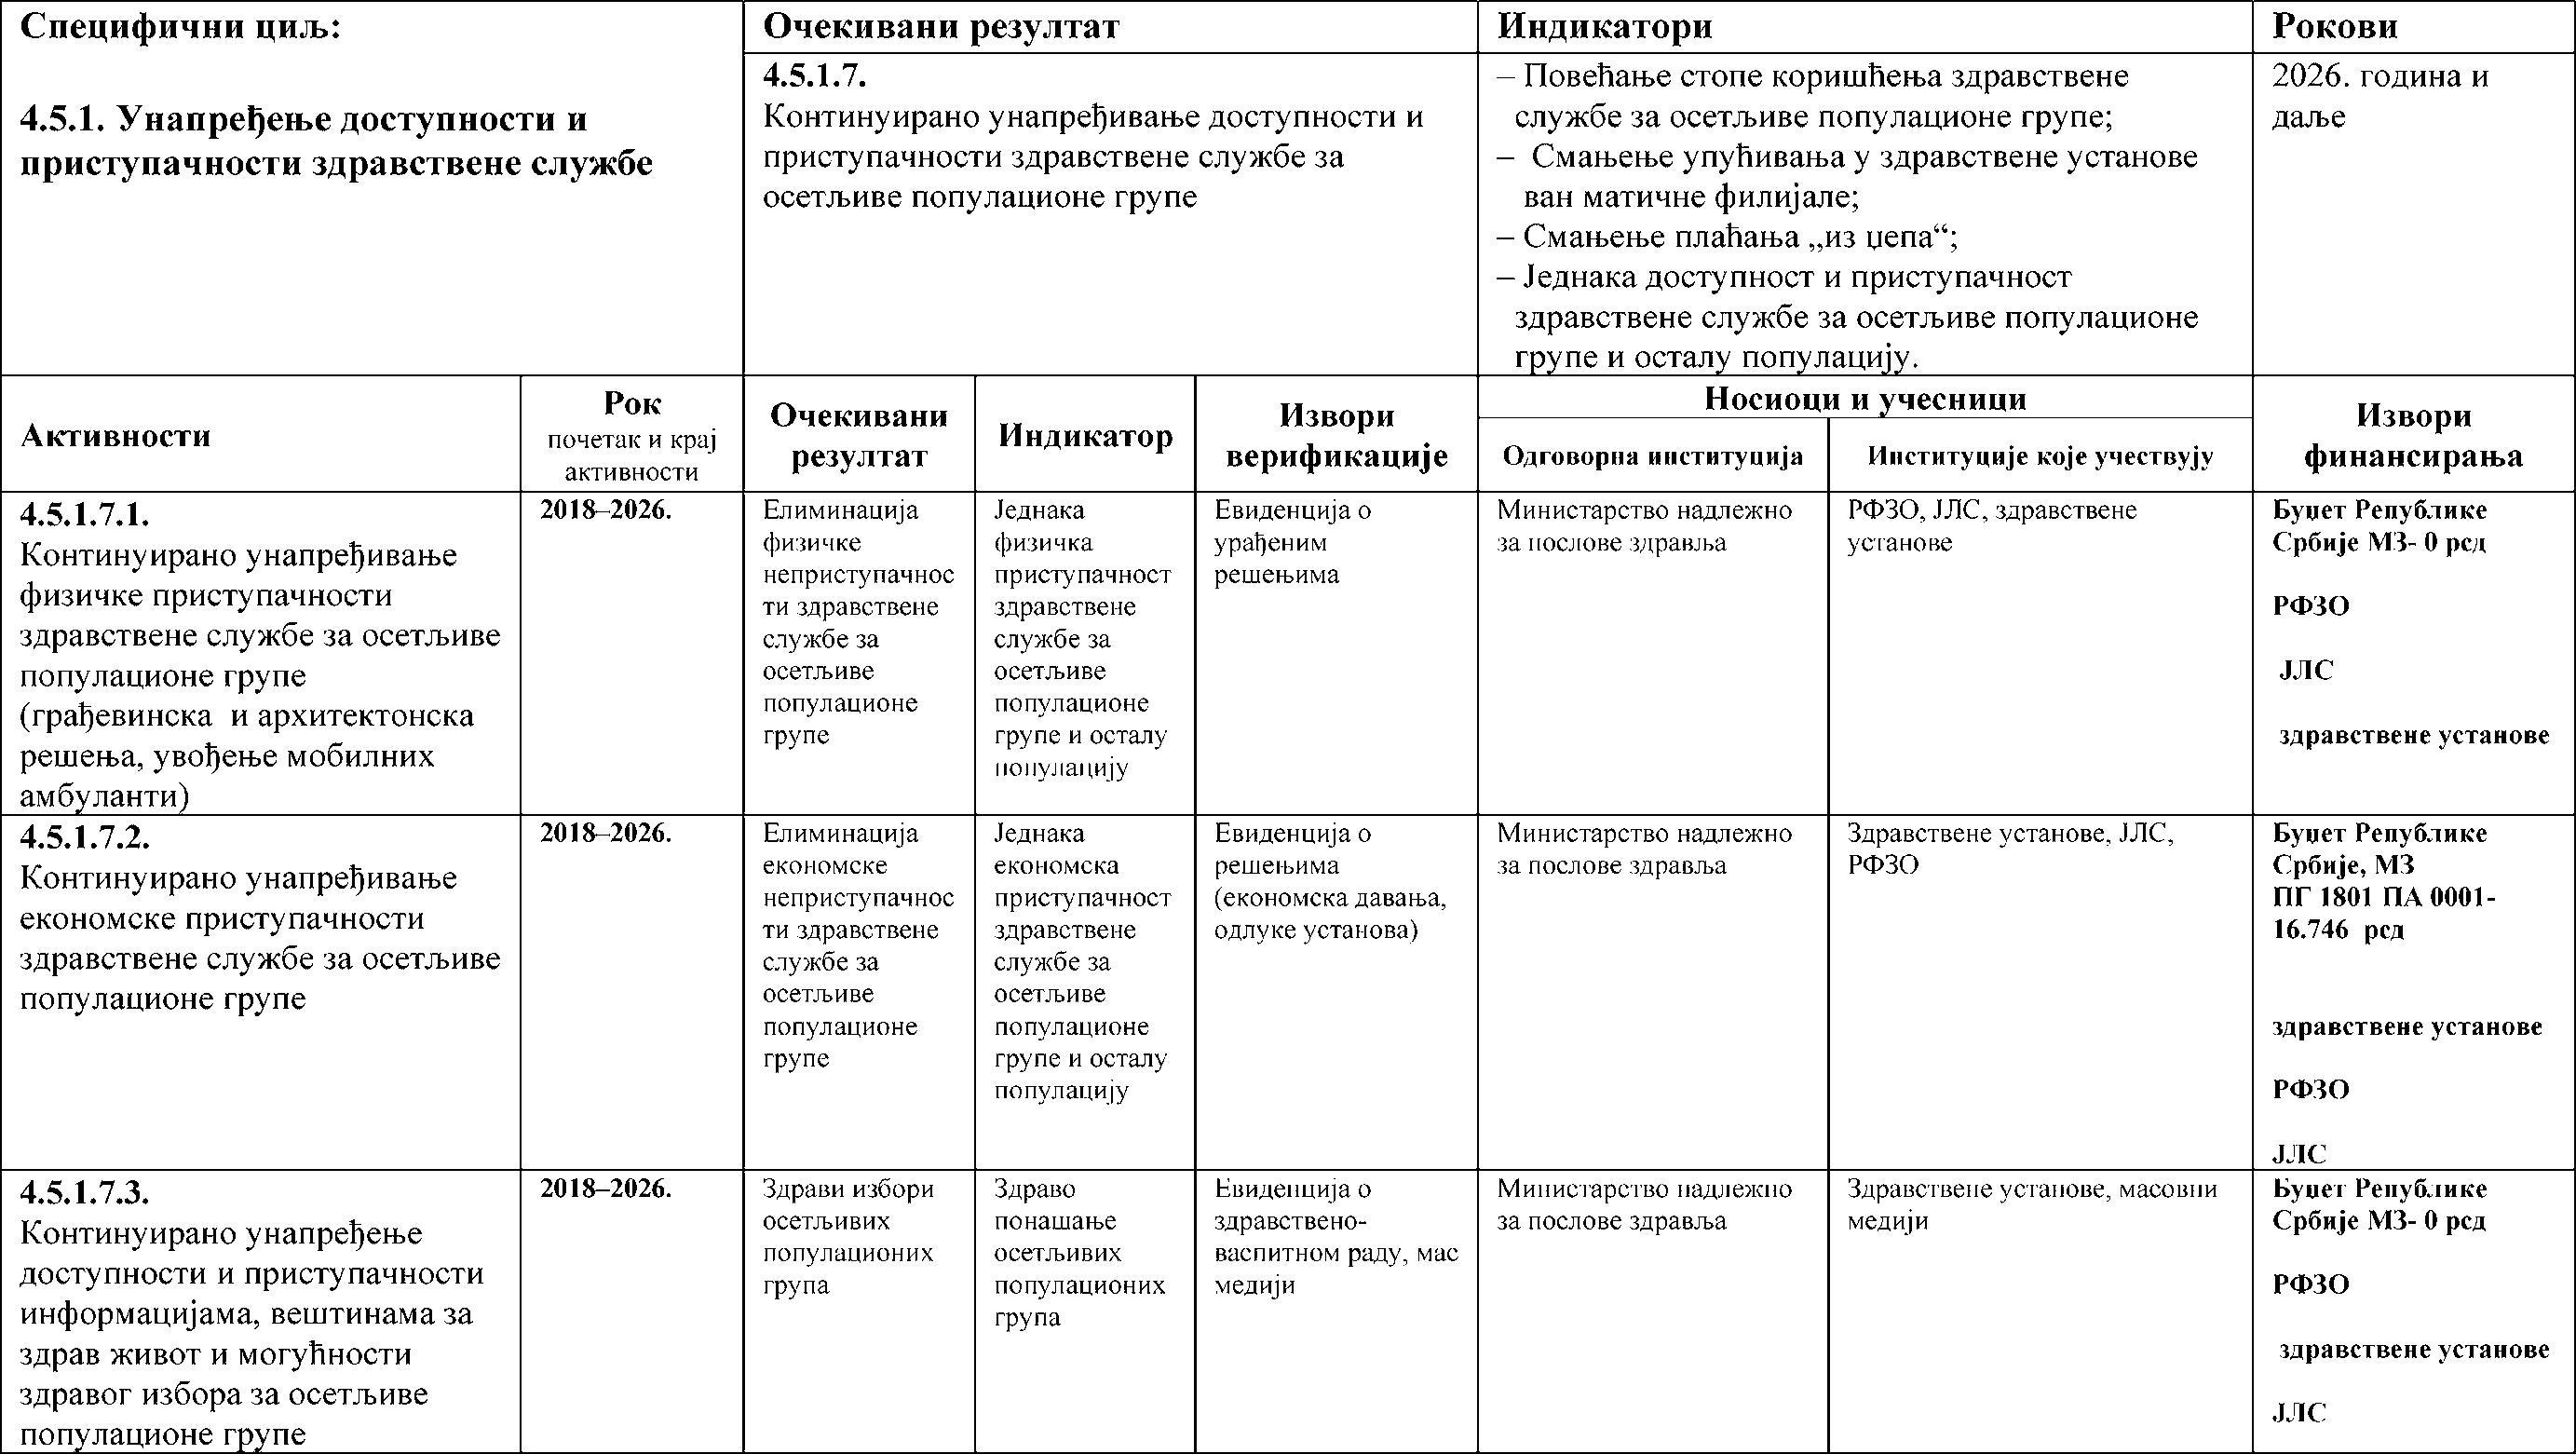 Специфични циљ:
4.5.1. Унапређење доступности и
приступачности здравствене службе
Очекивани резултат
4.5.1.7.
Континуирано унапређивање доступности и
приступачности здравствене службе за
осетљиве популационе групе
Индикатори
– Повећање стопе коришћења здравствене
службе за осетљиве популационе групе;
– Смањење упућивања у здравствене установе
ван матичне филијале;
– Смањење плаћања „из џепа“;
– Једнака доступност и приступачност
здравствене службе за осетљиве популационе
групе и осталу популацију.
Рокови
2026. година и
даље
Активности
Рок
почетак и крај
активности
Очекивани
резултат
Индикатор
Извори
верификације
Носиоци и учесници
Одговорна институција
Институције које учествују
Извори
финансирања
4.5.1.7.1.
Континуирано унапређивање
физичке приступачности
здравствене службе за осетљиве
популационе групе
(грађевинска и архитектонска
решења, увођење мобилних
амбуланти)
2018–2026.
Елиминација
физичке
неприступачнос
ти здравствене
службе за
осетљиве
популационе
групе
Једнака
физичка
приступачност
здравствене
службе за
осетљиве
популационе
групе и осталу
популацију
Евиденција о
урађеним
решењима
Министарство надлежно
за послове здравља
РФЗО, ЈЛС, здравствене
установе
Буџет Републике
Србије МЗ- 0 рсд
РФЗО
ЈЛС
здравствене установе
4.5.1.7.2.
Континуирано унапређивање
економске приступачности
здравствене службе за осетљиве
популационе групе
2018–2026.
Елиминација
економске
неприступачнос
ти здравствене
службе за
осетљиве
популационе
групе
Једнака
економска
приступачност
здравствене
службе за
осетљиве
популационе
групе и осталу
популацију
Евиденција о
решењима
(економска давања,
одлуке установа)
Министарство надлежно
за послове здравља
Здравствене установе, ЈЛС,
РФЗО
Буџет Републике
Србије, МЗ
ПГ 1801 ПА 0001-
16.746 рсд
здравствене установе
РФЗО
ЈЛС
4.5.1.7.3.
Континуирано унапређење
доступности и приступачности
информацијама, вештинама за
здрав живот и могућности
здравог избора за осетљиве
популационе групе
2018–2026.
Здрави избори
осетљивих
популационих
група
Здраво
понашање
осетљивих
популационих
група
Евиденција о
здравствено-
васпитном раду, мас
медији
Министарство надлежно
за послове здравља
Здравствене установе, масовни
медији
Буџет Републике
Србије МЗ- 0 рсд
РФЗО
здравствене установе
ЈЛС